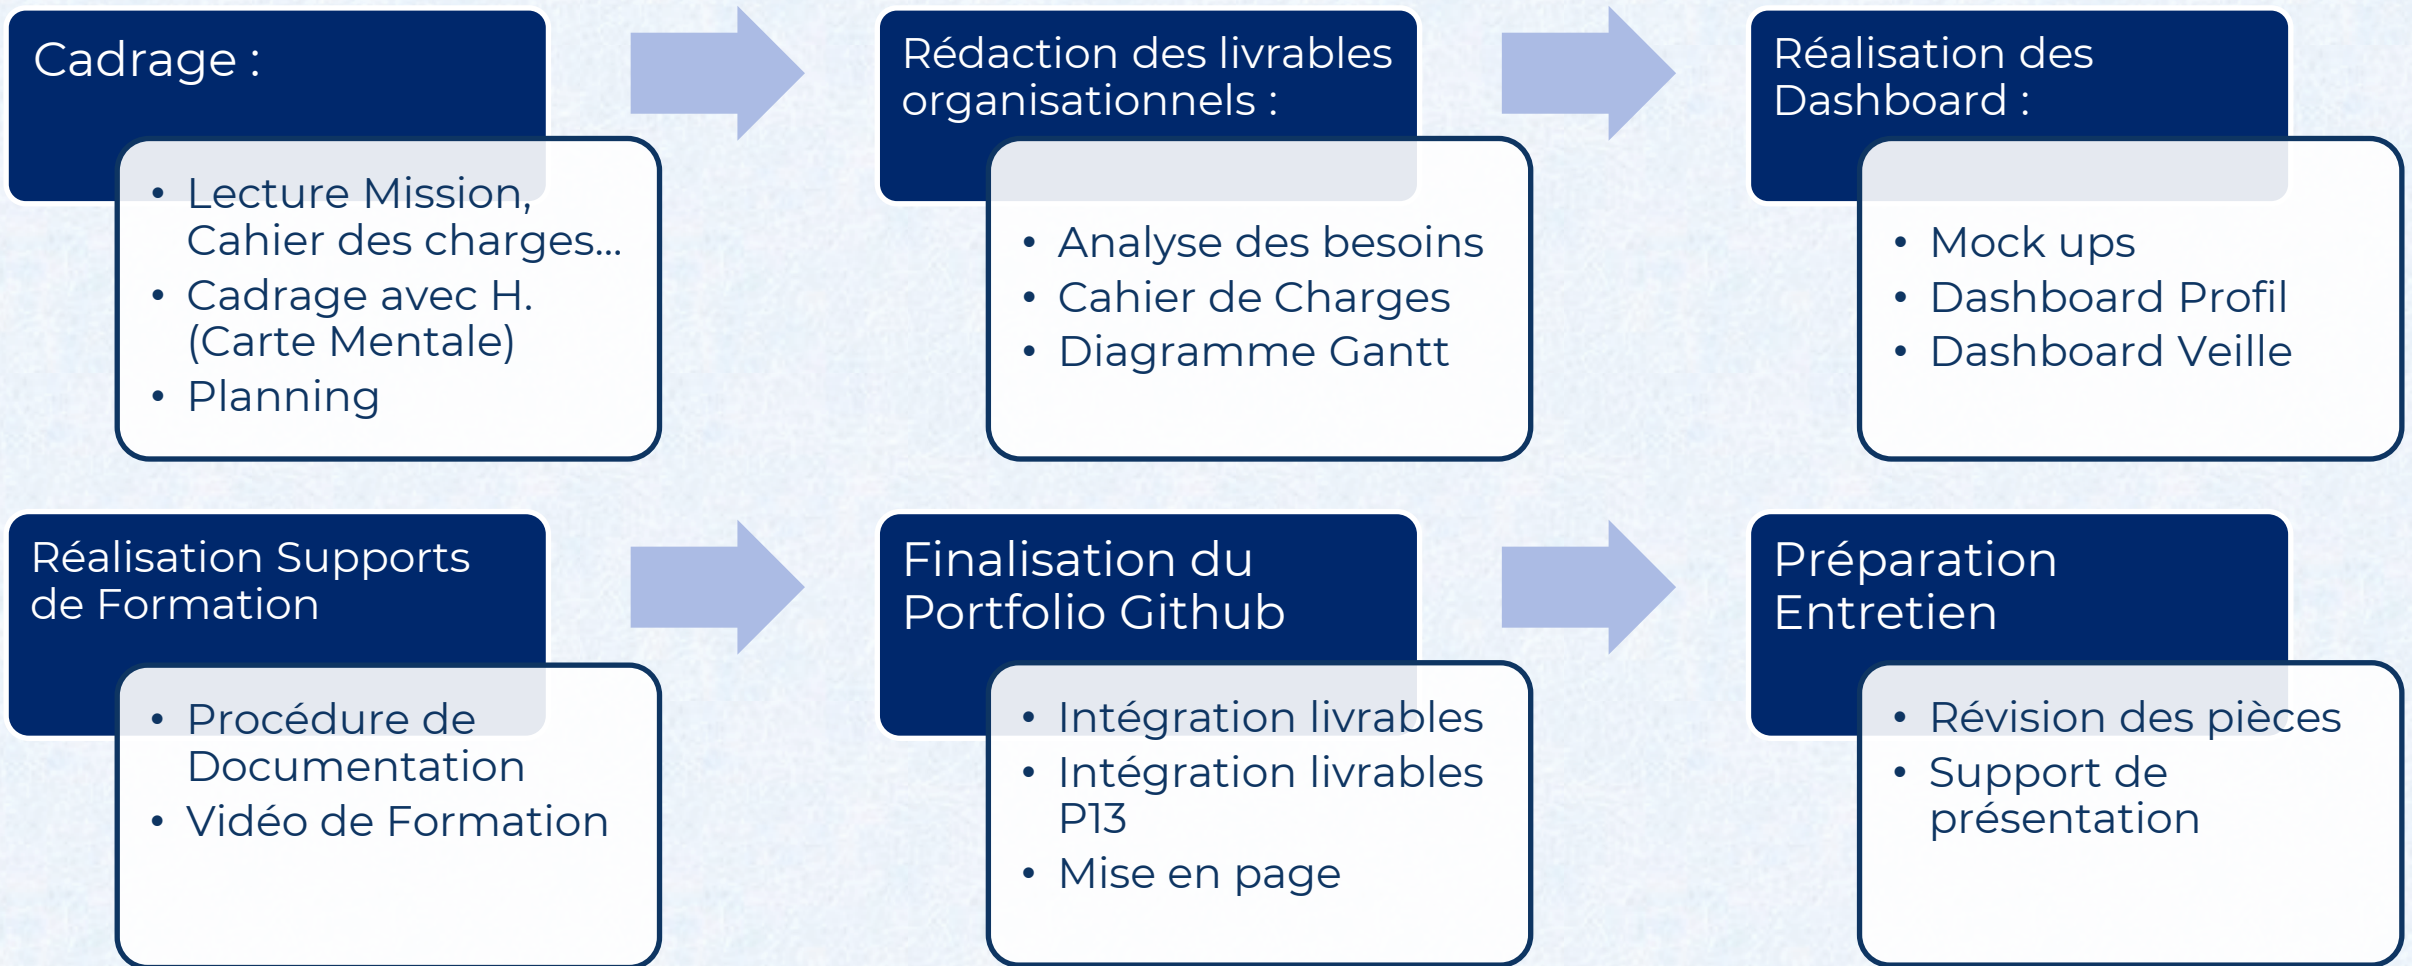 Cadrage :
• Lecture Mission,
Cahier des charges...
• Cadrage avec H.
(Carte Mentale)
• Planning
Rédaction des livrables
organisationnels :
• Analyse des besoins
• Cahier de Charges
• Diagramme Gantt
Réalisation des
Dashboard :
• Mock ups
• Dashboard Profil
• Dashboard Veille
Réalisation Supports
de Formation
• Procédure de
Documentation
• Vidéo de Formation
Finalisation du
Portfolio Github
• Intégration livrables
• Intégration livrables
P13
• Mise en page
Préparation
Entretien
• Révision des pièces
• Support de
présentation